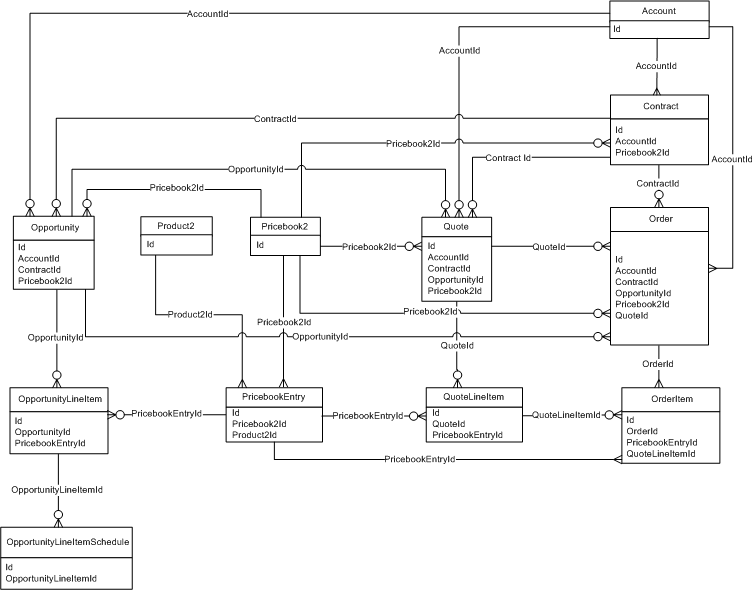 Account
Id
AccountId
AccountId
AccountId
AccountId
Contract
Id
AccountId
Pricebook2Id
ContractId
Pricebook2Id
Contract Id
OpportunityId
Pricebook2Id
ContractId
Opportunity
Id
AccountId
ContractId
Pricebook2Id
Product2
Id
Pricebook2
Id
Pricebook2Id
Quote
Id
AccountId
ContractId
OpportunityId
Pricebook2Id
QuoteId
Order
Id
AccountId
ContractId
OpportunityId
Pricebook2Id
QuoteId
Product2Id
Pricebook2Id
Pricebook2Id
OpportunityId
OpportunityId
QuoteId
OrderId
OpportunityLineItem
Id
OpportunityId
PricebookEntryId
PricebookEntryId
PricebookEntry
Id
Pricebook2Id
Product2Id
PricebookEntryId
QuoteLineItem
Id
QuoteId
PricebookEntryId
QuoteLineItemId
OrderItem
Id
OrderId
PricebookEntryId
QuoteLineItemId
PricebookEntryId
OpportunityLineItemId
OpportunityLineItemSchedule
Id
OpportunityLineItemId